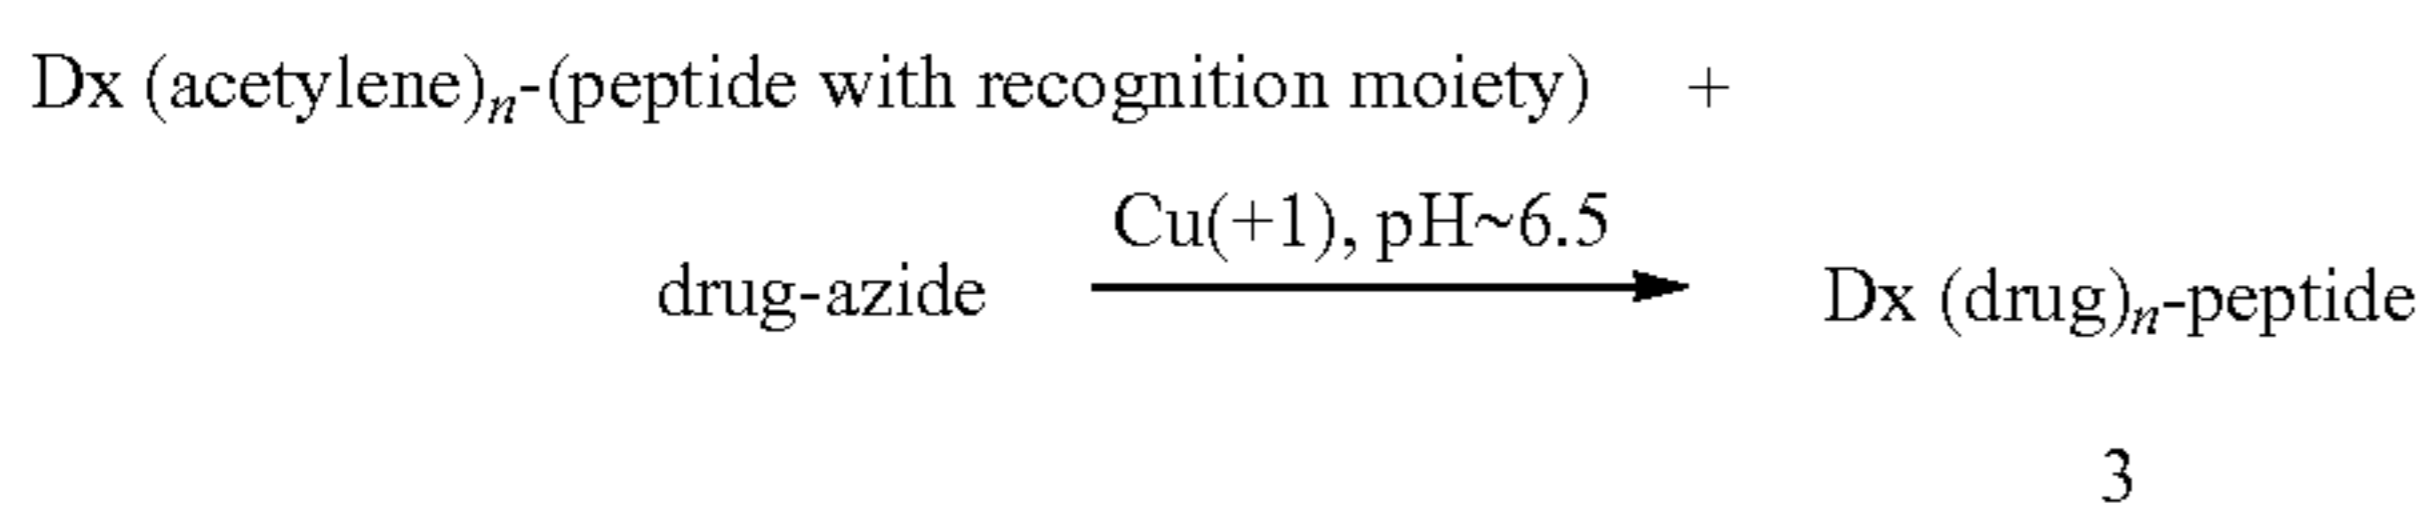 Dx (acetylene)n-(peptide with recognition moiety) +
Cu(+1), pH~6.5
drug-azide Dx (drug)n-peptide
3